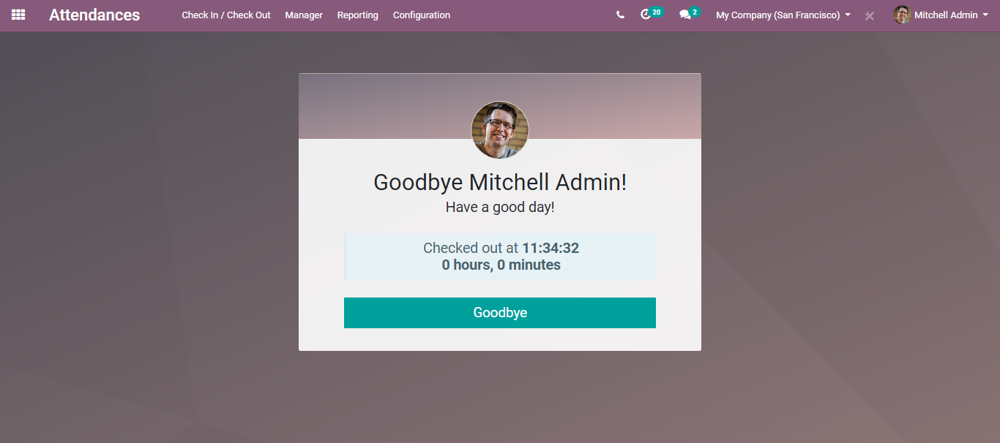 Attendances
Check In / Check Out
Manager
Reporting
Configuration
20
2
My Company (San Francisco)
Mitchell Admin
Goodbye Mitchell Admin!
Have a good day!
Checked out at 11:34:32
0 hours, 0 minutes
Goodbye